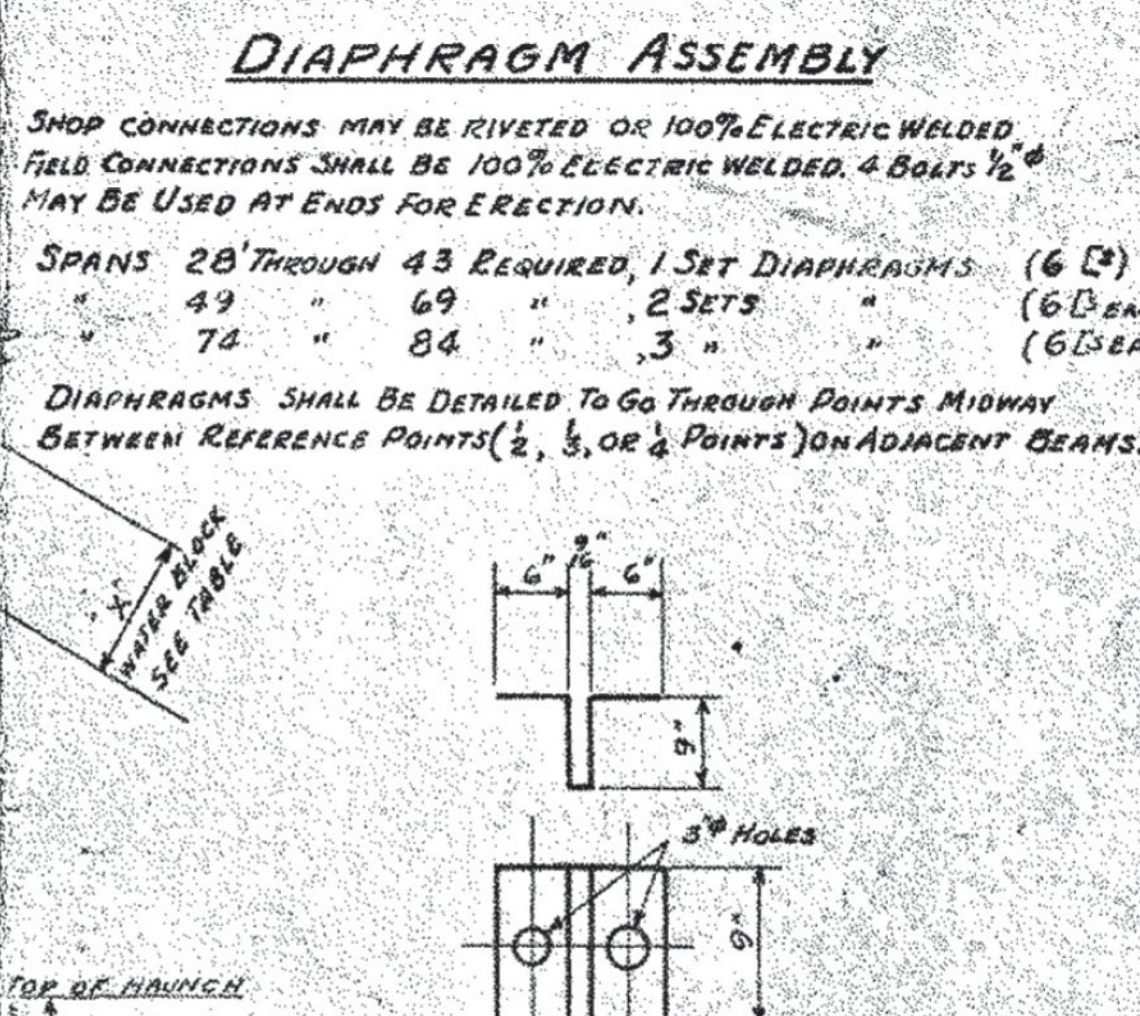 DIAPHRAGM ASSEMBLY
SHOP CONNECTIONS MAY BE RIVETED OR 100% ELECTRIC WELDED
FIELD CONNECTIONS SHALL BE 100% ELECTRIC WELDED. 4 BOLTS ½"ϕ
MAY BE USED AT ENDS FOR ERECTION.
SPANS 28' THROUGH 43 REQUIRED, 1 SET DIAPHRAGMS (6 [s)
" 49 " 69 " , 2 SETS " (6
" 74 " 84 " , 3 " " (6
DIAPHRAGMS SHALL BE DETAILED TO GO THROUGH POINTS MIDWAY
BETWEEN REFERENCE POINTS (½, ⅓, OR ¼ POINTS) ON ADJACENT BEAMS.
"X"
WATER BLOCK
SEE TABLE
6" 9/16" 6"
9"
3"ϕ HOLES
9"
TOP OF HAUNCH